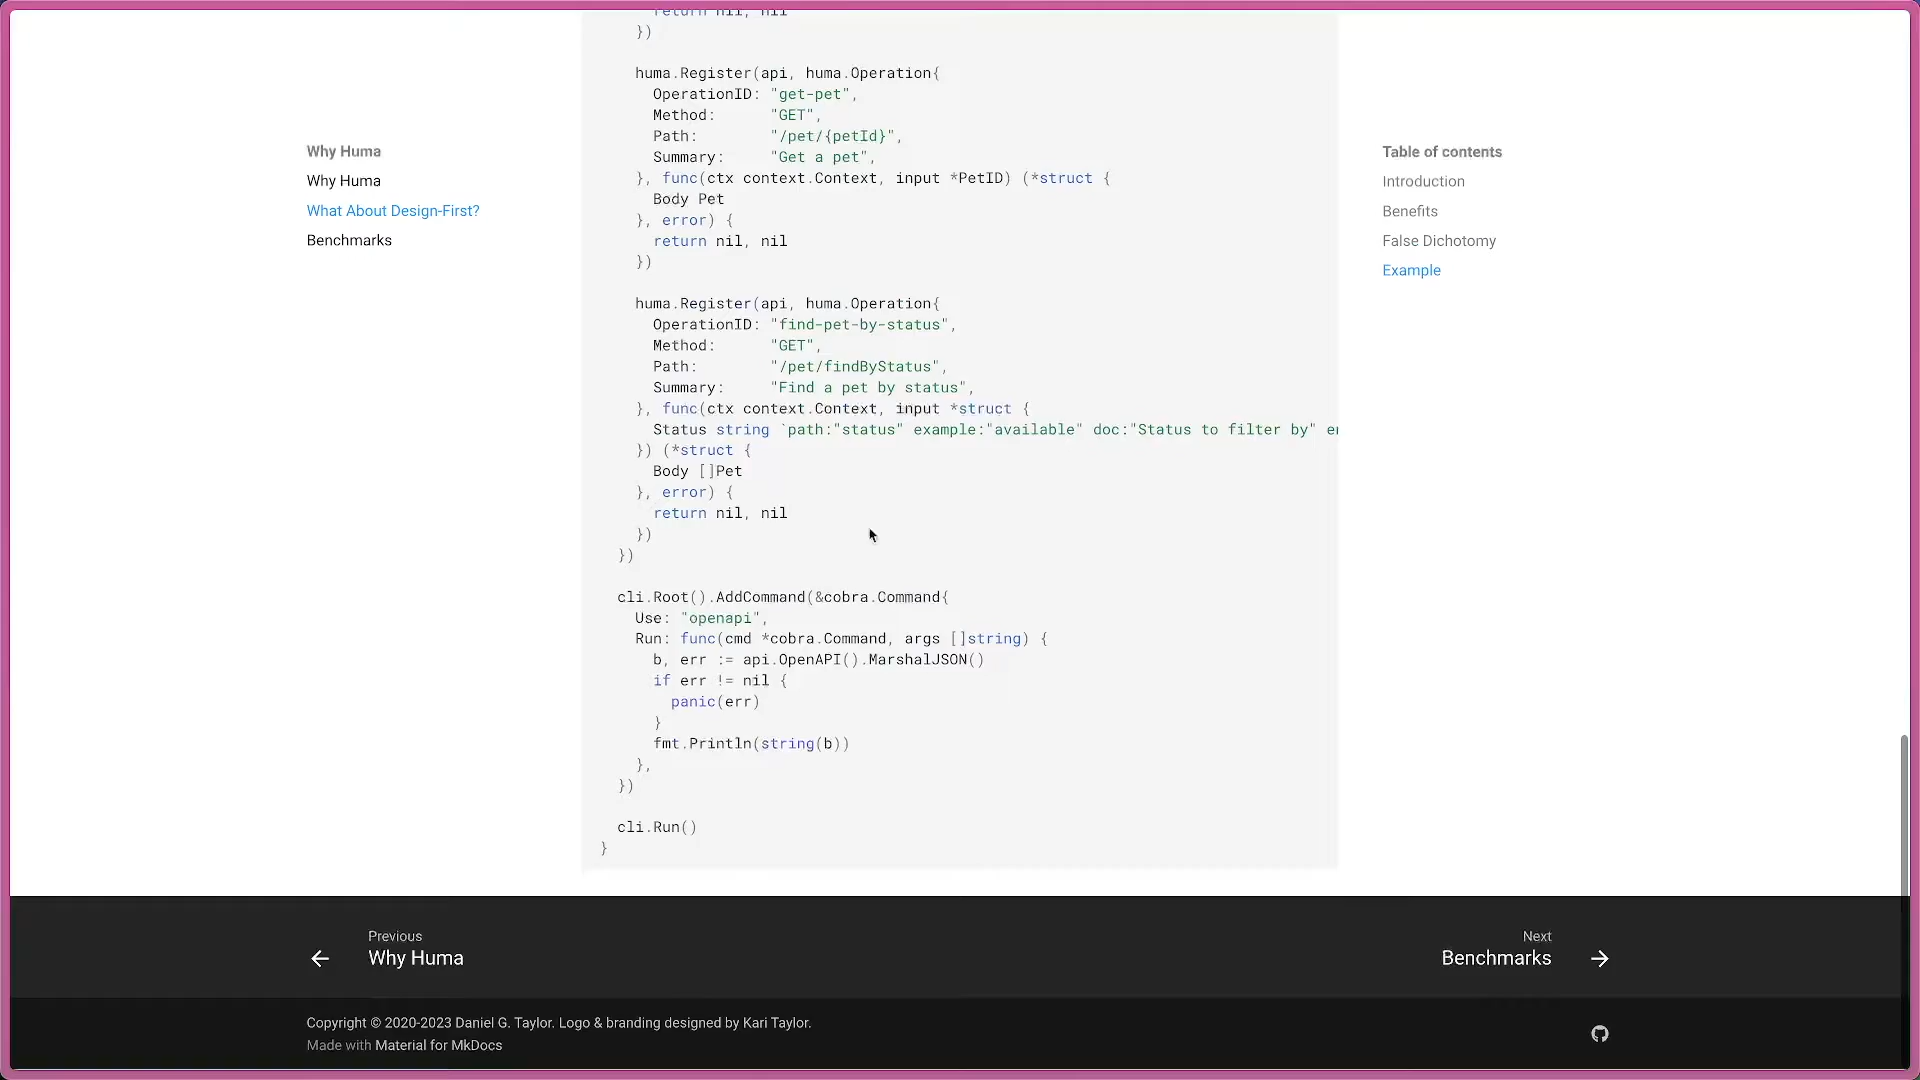 Why Huma
Why Huma
What About Design-First?
Benchmarks
return nil, nil
})
huma.Register(api, huma.Operation{
OperationID: "get-pet",
Method:      "GET",
Path:        "/pet/{petId}",
Summary:     "Get a pet",
}, func(ctx context.Context, input *PetID) (*struct {
Body Pet
}, error) {
return nil, nil
})
huma.Register(api, huma.Operation{
OperationID: "find-pet-by-status",
Method:      "GET",
Path:        "/pet/findByStatus",
Summary:     "Find a pet by status",
}, func(ctx context.Context, input *struct {
Status string `path:"status" example:"available" doc:"Status to filter by"
}) (*struct {
Body []Pet
}, error) {
return nil, nil
})
})
cli.Root().AddCommand(&cobra.Command{
Use: "openapi",
Run: func(cmd *cobra.Command, args []string) {
b, err := api.OpenAPI().MarshalJSON()
if err != nil {
panic(err)
}
fmt.Println(string(b))
},
})
cli.Run()
}
Table of contents
Introduction
Benefits
False Dichotomy
Example
Previous
Why Huma
Next
Benchmarks
Copyright © 2020-2023 Daniel G. Taylor. Logo & branding designed by Kari Taylor.
Made with Material for MkDocs